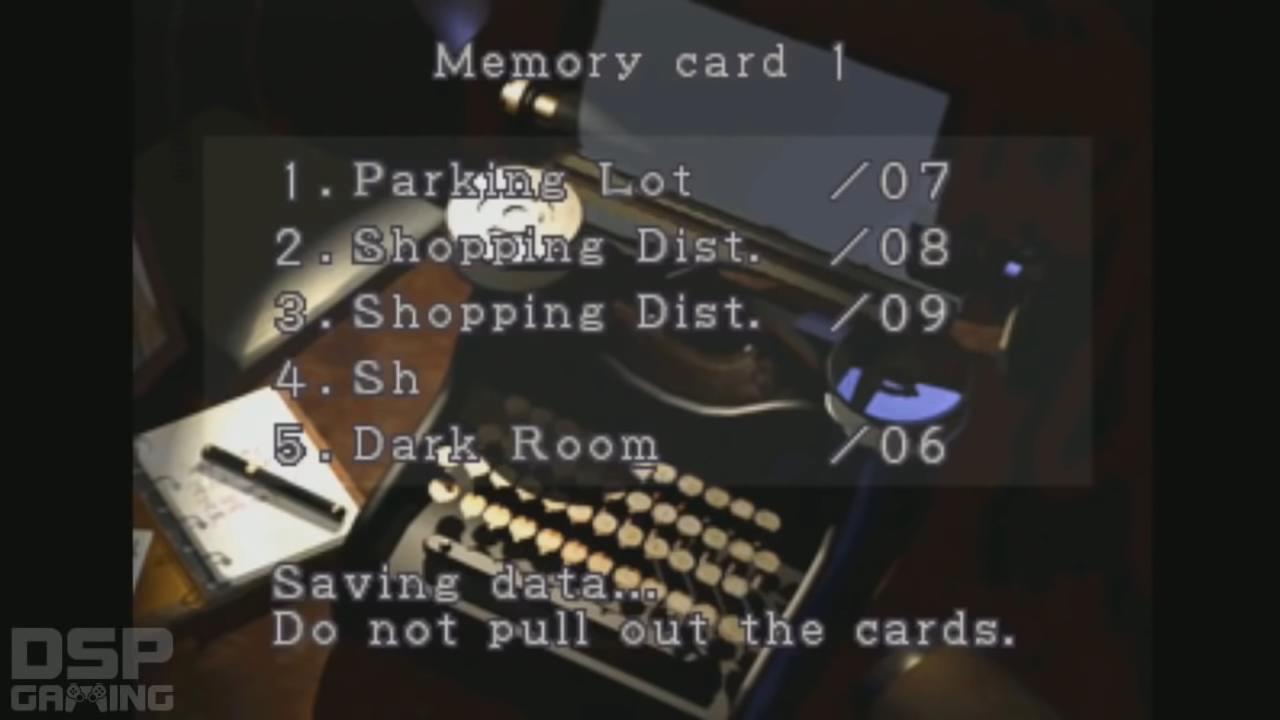 Memory card 1
1. Parking Lot /07
2. Shopping Dist. /08
3. Shopping Dist. /09
4. Sh
5. Dark Room /06
Saving data...
Do not pull out the cards.
DSP
GAMING